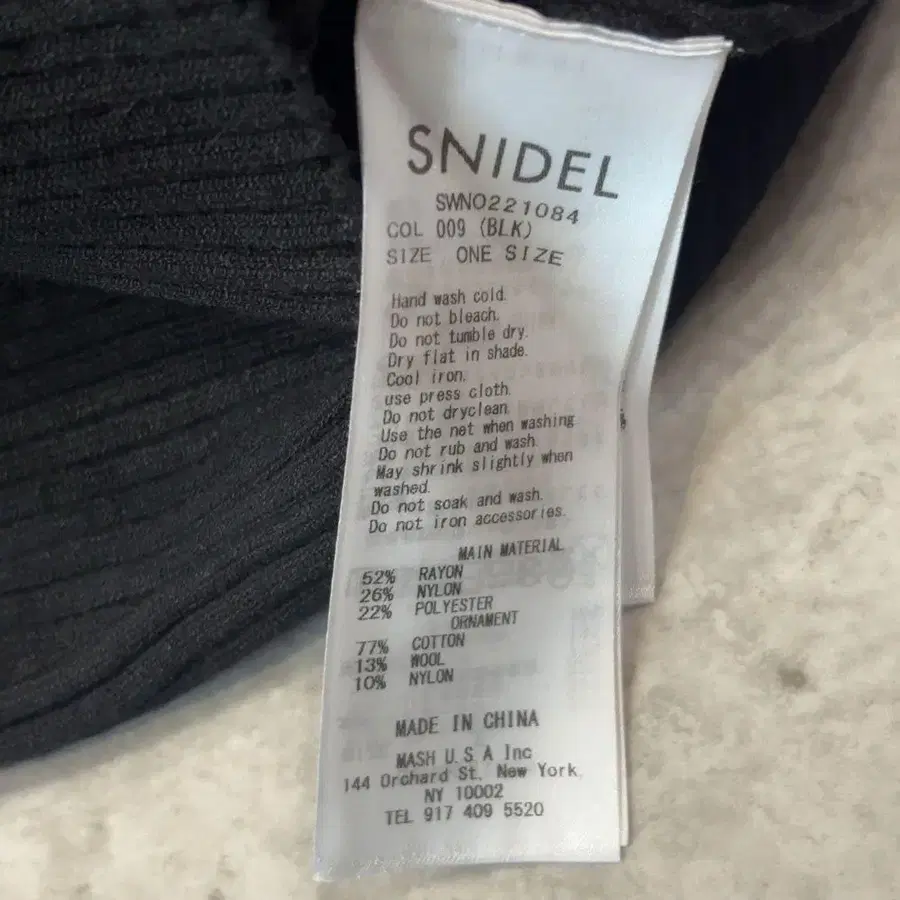 SNIDEL
SWNO221084
COL 009 (BLK)
SIZE ONE SIZE
Hand wash cold.
Do not bleach.
Do not tumble dry.
Dry flat in shade.
Cool iron.
use press cloth.
Do not dryclean.
Use the net when washing
Do not rub and wash.
May shrink slightly when
washed.
Do not soak and wash.
Do not iron accessories.
MAIN MATERIAL
52% RAYON
26% NYLON
22% POLYESTER
ORNAMENT
77% COTTON
13% WOOL
10% NYLON
MADE IN CHINA
MASH U.S.A Inc
144 Orchard St, New York
NY 10002
TEL 917 409 5520